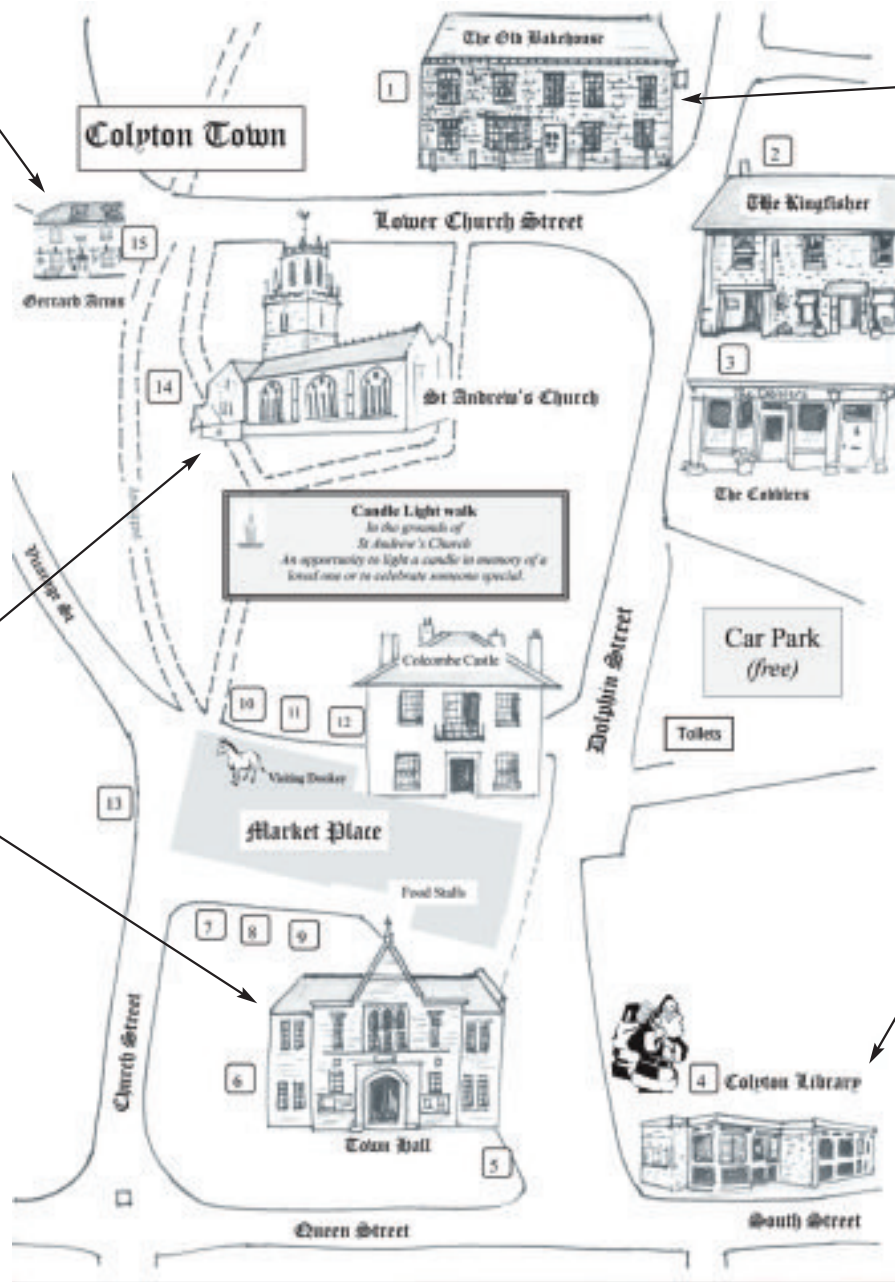 The Old Bakehouse
1
Colyton Town
2
THe Kingfisher
Lower Church Street
15
Gerrard Arms
3
14
St Andrew's Church
The Cobblers
The Cobblers
Candle Light walk
In the grounds of
St Andrew's Church
An opportunity to light a candle in memory of a
loved one or to celebrate someone special.
Vicarage St
Dolphin Street
Car Park
(free)
Colcombe Castle
10
11
12
Toilets
Visiting Donkey
13
Market Place
Food Stalls
7
8
9
Church Street
6
4
Colyton Library
Town Hall
5
Queen Street
South Street